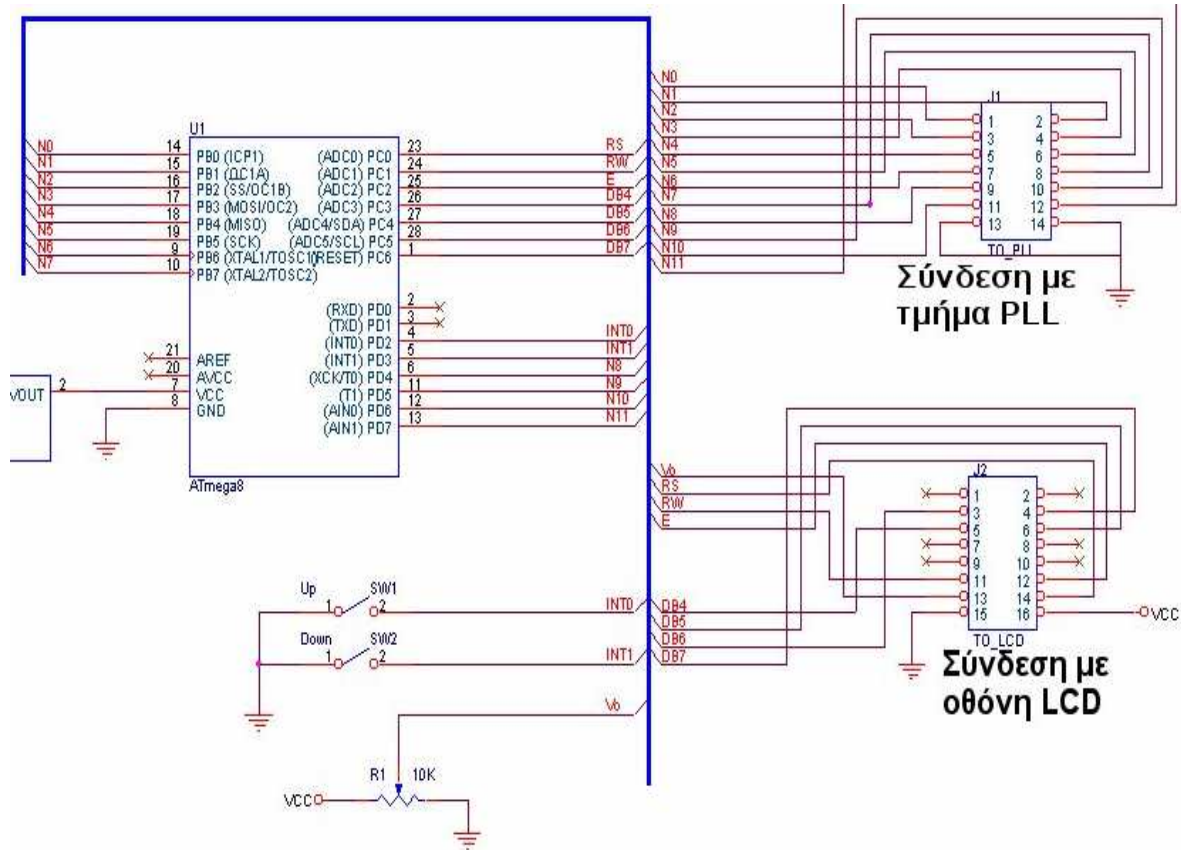 U1
N0
N1
N2
N3
N4
N5
N6
N7
14
15
16
17
18
19
9
10
PB0 (ICP1)
PB1 (OC1A)
PB2 (SS/OC1B)
PB3 (MOSI/OC2)
PB4 (MISO)
PB5 (SCK)
PB6 (XTAL1/TOSC1)
PB7 (XTAL2/TOSC2)
(ADC0) PC0
(ADC1) PC1
(ADC2) PC2
(ADC3) PC3
(ADC4/SDA) PC4
(ADC5/SCL) PC5
(RESET) PC6
23
24
25
26
27
28
1
RS
RW
E
DB4
DB5
DB6
DB7
(RXD) PD0
(TXD) PD1
(INT0) PD2
(INT1) PD3
(XCK/T0) PD4
(T1) PD5
(AIN0) PD6
(AIN1) PD7
2
3
4
5
6
11
12
13
INT0
INT1
N8
N9
N10
N11
21
20
7
8
AREF
AVCC
VCC
GND
VOUT
2
ATmega8
N0
N1
N2
N3
N4
N5
N6
N7
N8
N9
N10
N11
J1
1 2
3 4
5 6
7 8
9 10
11 12
13 14
TO_PLL
Σύνδεση με
τμήμα PLL
Vo
RS
RW
E
J2
1 2
3 4
5 6
7 8
9 10
11 12
13 14
15 16
VCC
TO_LCD
Σύνδεση με
οθόνη LCD
DB4
DB5
DB6
DB7
Up SW1
1 2
INT0
Down SW2
1 2
INT1
Vo
R1 10K
VCC